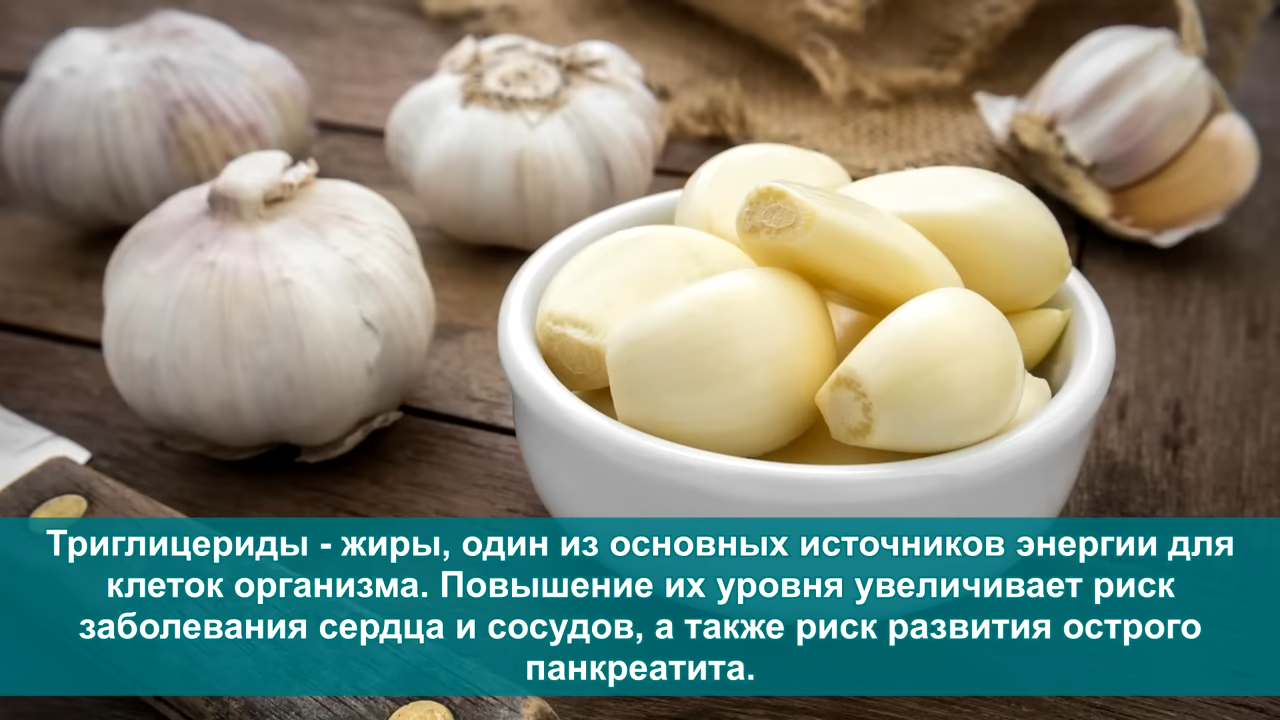 Триглицериды - жиры, один из основных источников энергии для
клеток организма. Повышение их уровня увеличивает риск
заболевания сердца и сосудов, а также риск развития острого
панкреатита.